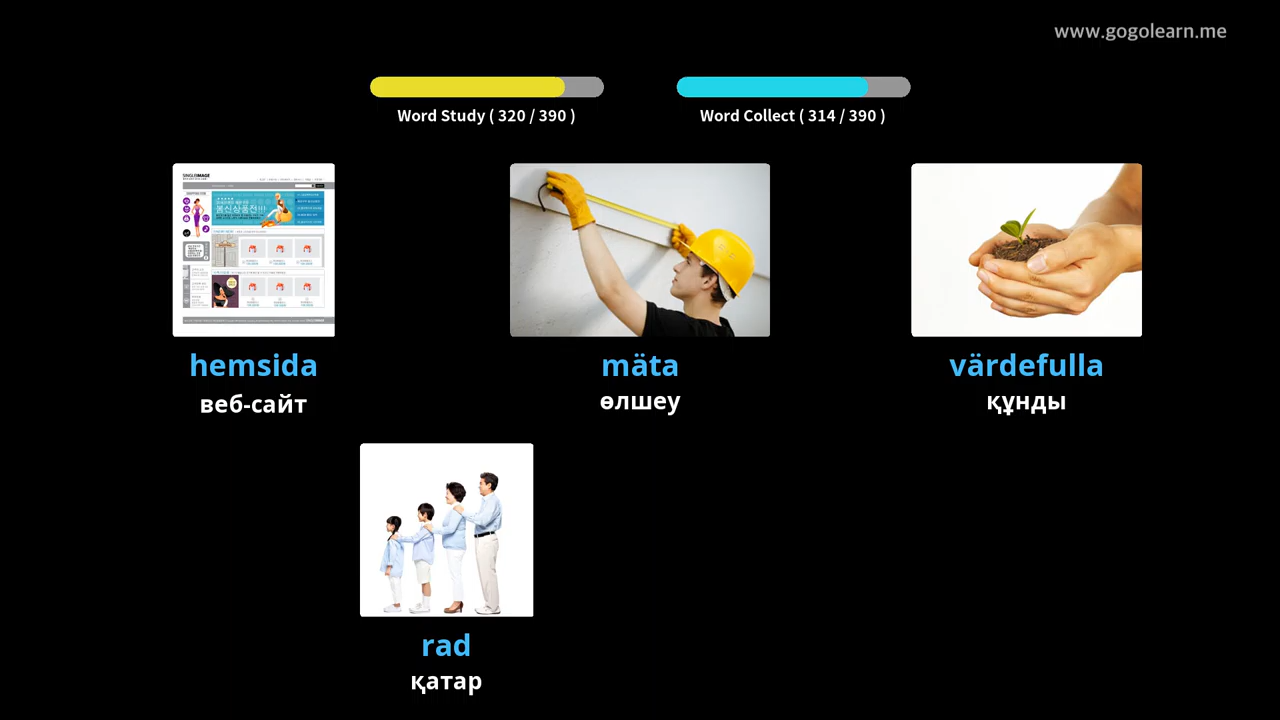 www.gogolearn.me
Word Study ( 320 / 390 )
Word Collect ( 314 / 390 )
hemsida
веб-сайт
mäta
өлшеу
värdefulla
құнды
rad
қатар